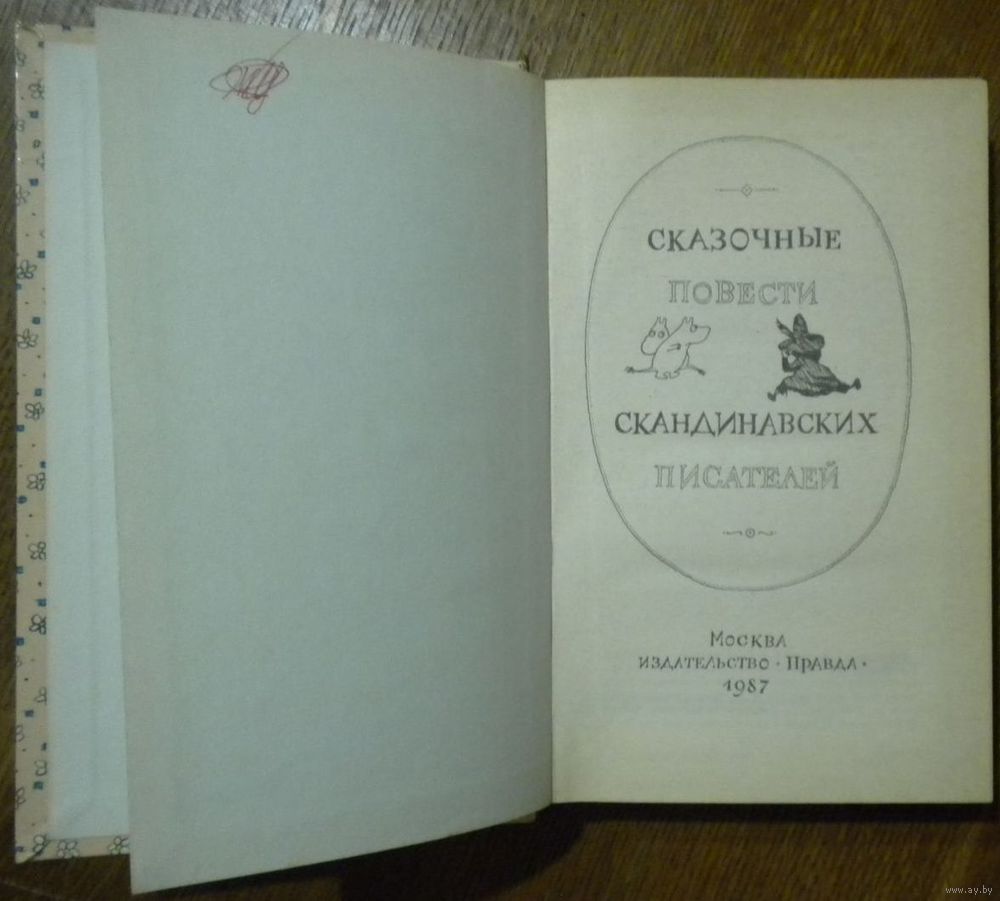 СКАЗОЧНЫЕ
ПОВЕСТИ
СКАНДИНАВСКИХ
ПИСАТЕЛЕЙ
МОСКВА
ИЗДАТЕЛЬСТВО · ПРАВДА ·
1987
www.ay.by